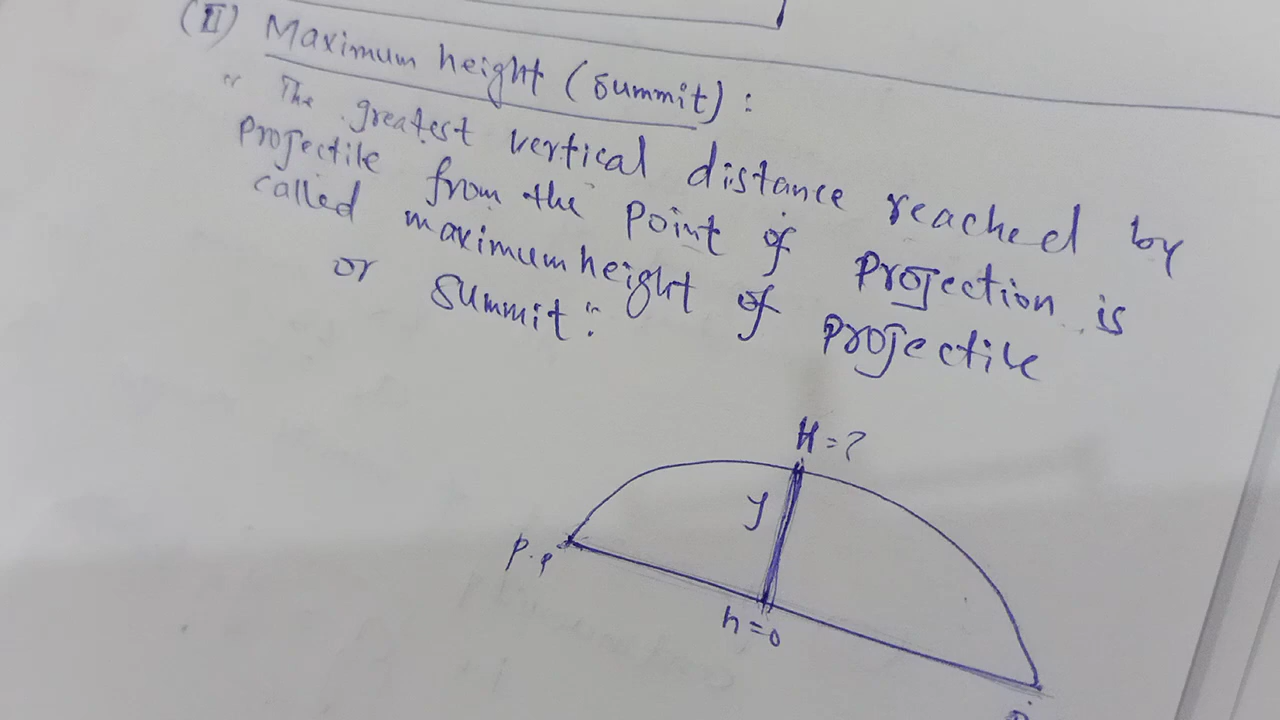 (II) Maximum height (summit) :
" The greatest vertical distance reached by
Projectile from the point of Projection is
called maximum height of projectile
or summit".
H = ?
y
P.P
h=0